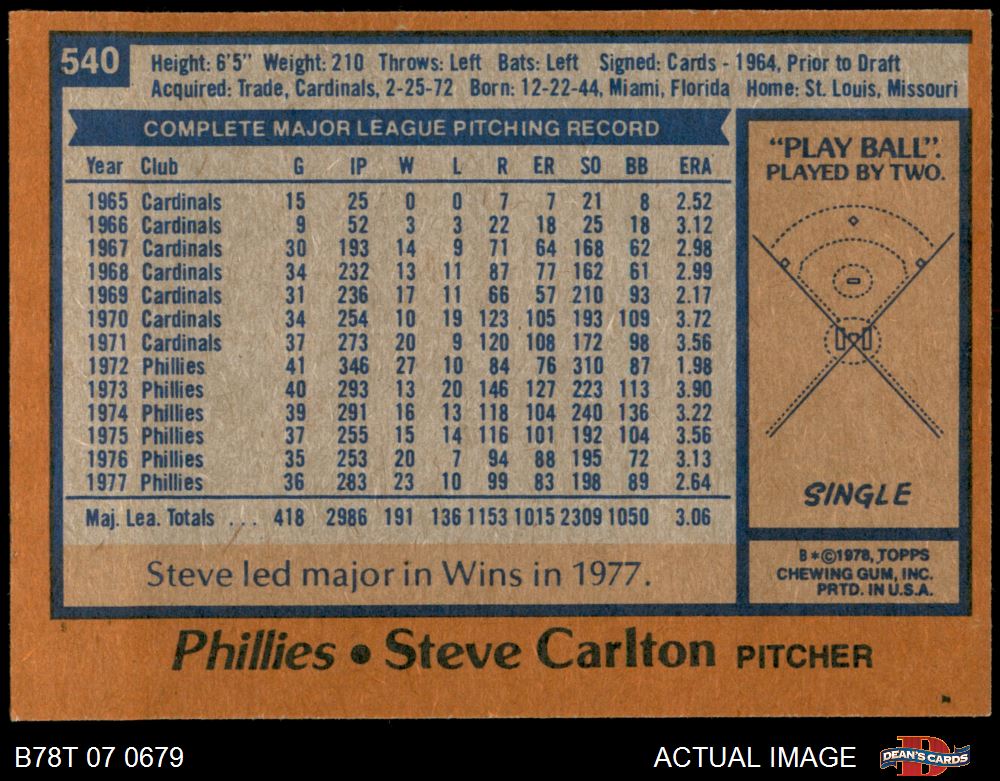 540
Height: 6'5" Weight: 210 Throws: Left Bats: Left Signed: Cards - 1964, Prior to Draft
Acquired: Trade, Cardinals, 2-25-72 Born: 12-22-44, Miami, Florida Home: St. Louis, Missouri
COMPLETE MAJOR LEAGUE PITCHING RECORD
Year Club G IP W L R ER SO BB ERA
1965 Cardinals 15 25 0 0 7 7 21 8 2.52
1966 Cardinals 9 52 3 3 22 18 25 18 3.12
1967 Cardinals 30 193 14 9 71 64 168 62 2.98
1968 Cardinals 34 232 13 11 87 77 162 61 2.99
1969 Cardinals 31 236 17 11 66 57 210 93 2.17
1970 Cardinals 34 254 10 19 123 105 193 109 3.72
1971 Cardinals 37 273 20 9 120 108 172 98 3.56
1972 Phillies 41 346 27 10 84 76 310 87 1.98
1973 Phillies 40 293 13 20 146 127 223 113 3.90
1974 Phillies 39 291 16 13 118 104 240 136 3.22
1975 Phillies 37 255 15 14 116 101 192 104 3.56
1976 Phillies 35 253 20 7 94 88 195 72 3.13
1977 Phillies 36 283 23 10 99 83 198 89 2.64
Maj. Lea. Totals ... 418 2986 191 136 1153 1015 2309 1050 3.06
Steve led major in Wins in 1977.
"PLAY BALL".
PLAYED BY TWO.
SINGLE
B*©1978, TOPPS
CHEWING GUM, INC.
PRTD. IN U.S.A.
Phillies • Steve Carlton PITCHER
B78T 07 0679
ACTUAL IMAGE
D
DEAN'S CARDS